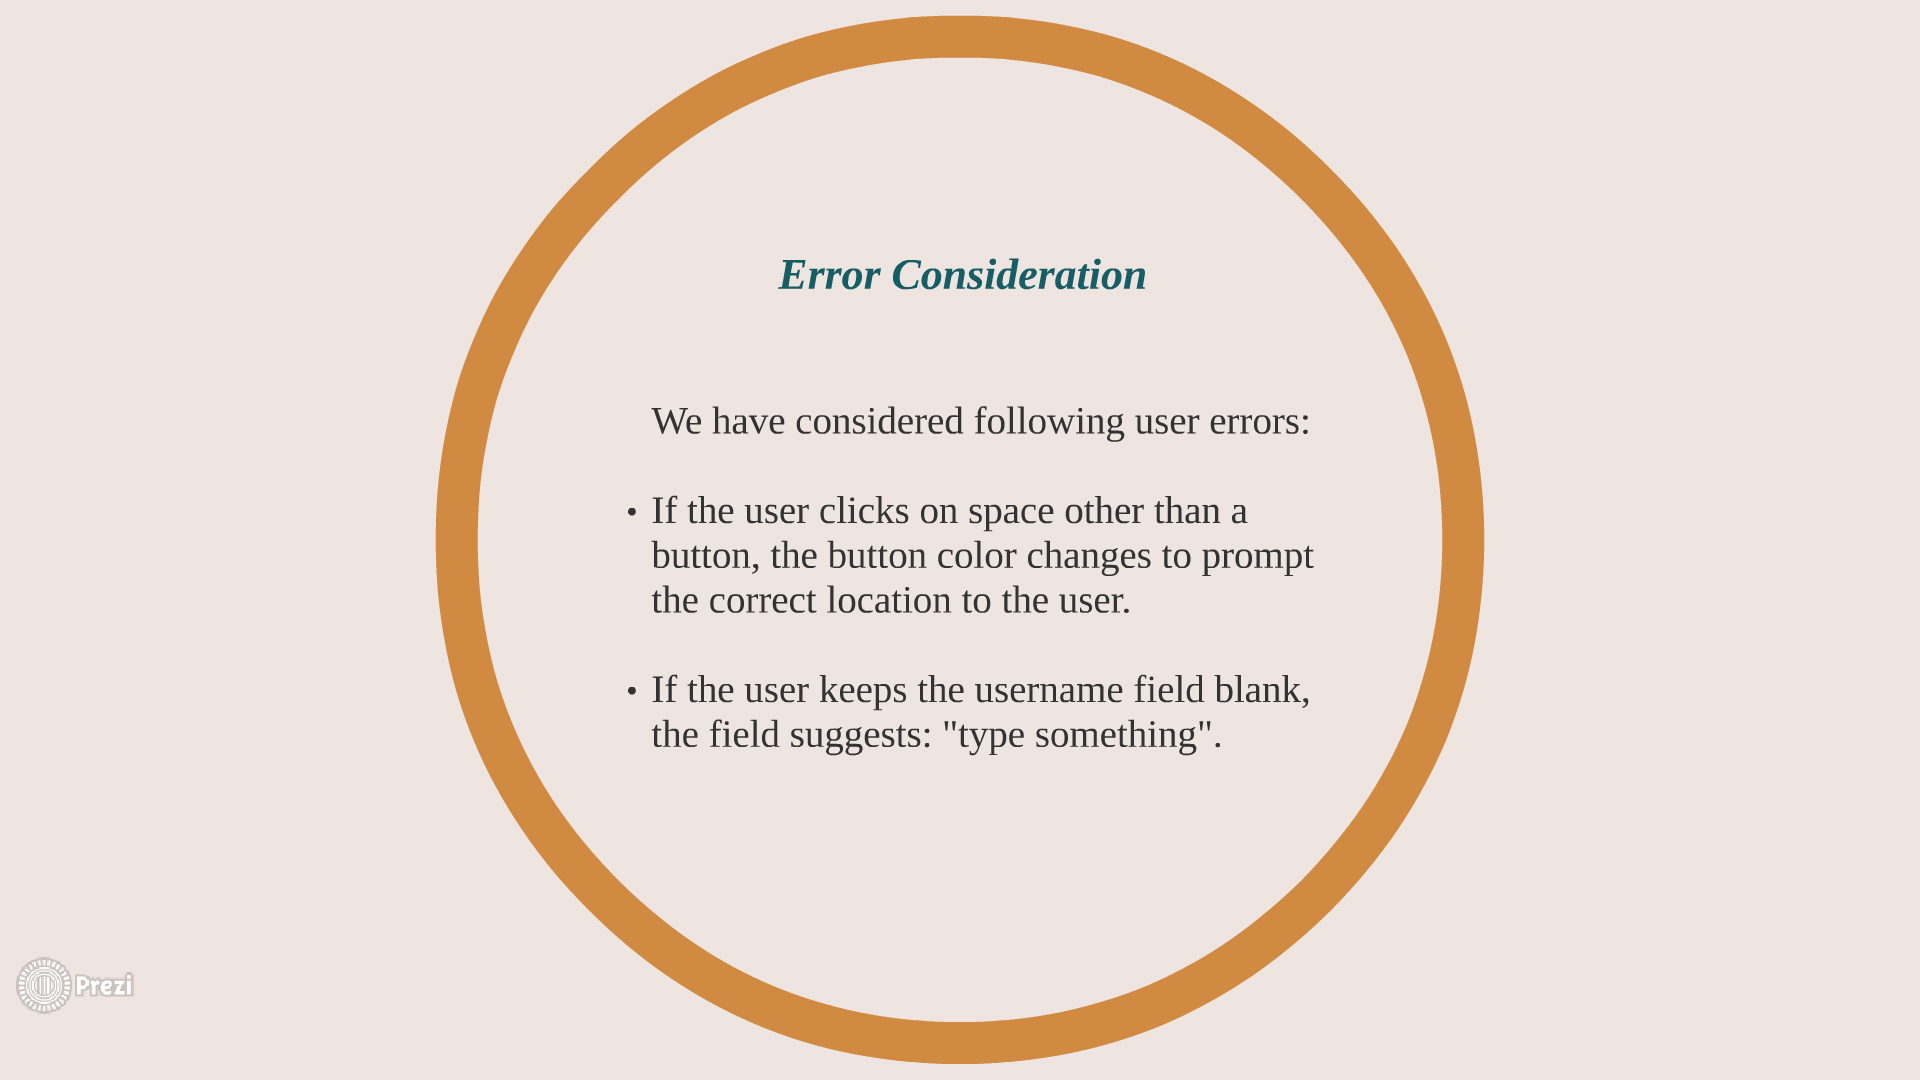 Error Consideration
We have considered following user errors:
• If the user clicks on space other than a
button, the button color changes to prompt
the correct location to the user.
• If the user keeps the username field blank,
the field suggests: "type something".
Prezi